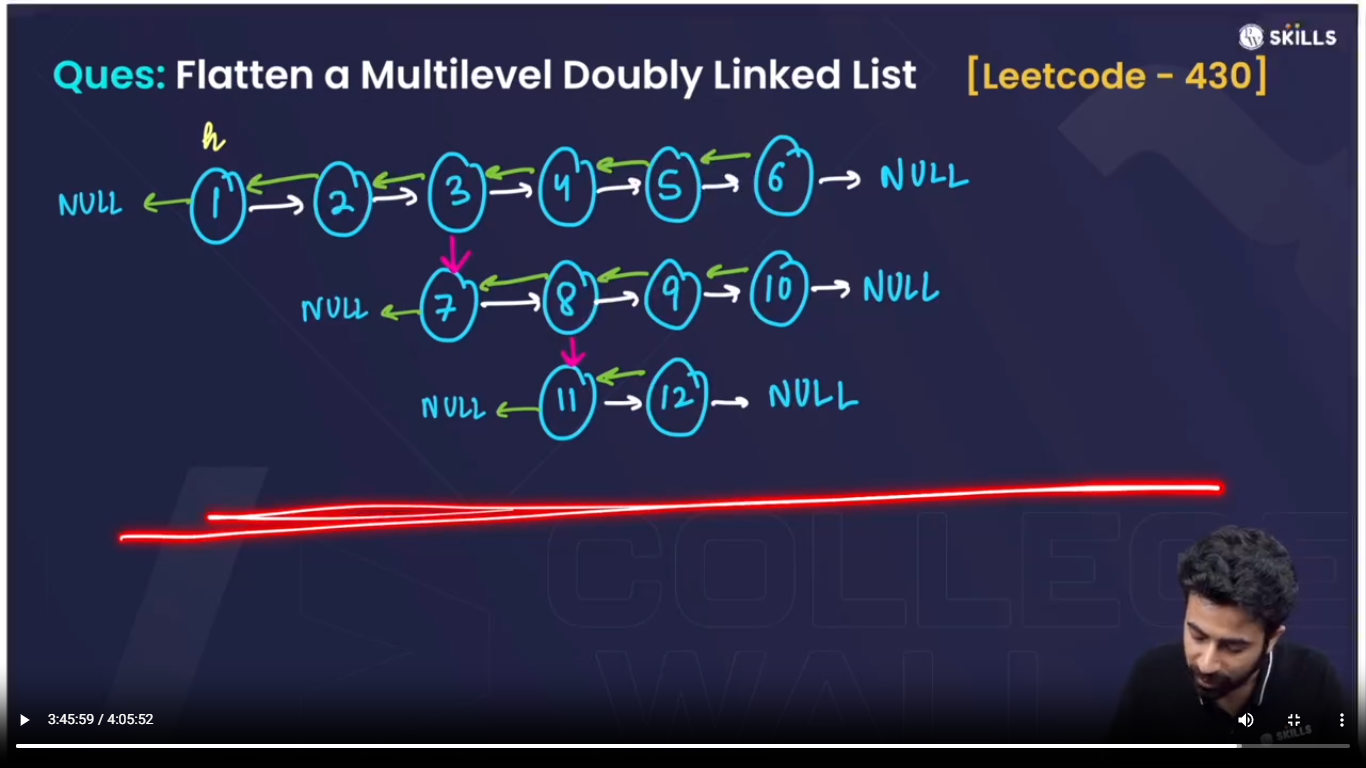 SKILLS
Ques: Flatten a Multilevel Doubly Linked List [Leetcode - 430]
h
NULL 1 2 3 4 5 6 NULL
NULL 7 8 9 10 NULL
NULL 11 12 NULL
COLLEGE
WALL
3:45:59 / 4:05:52
SKILLS